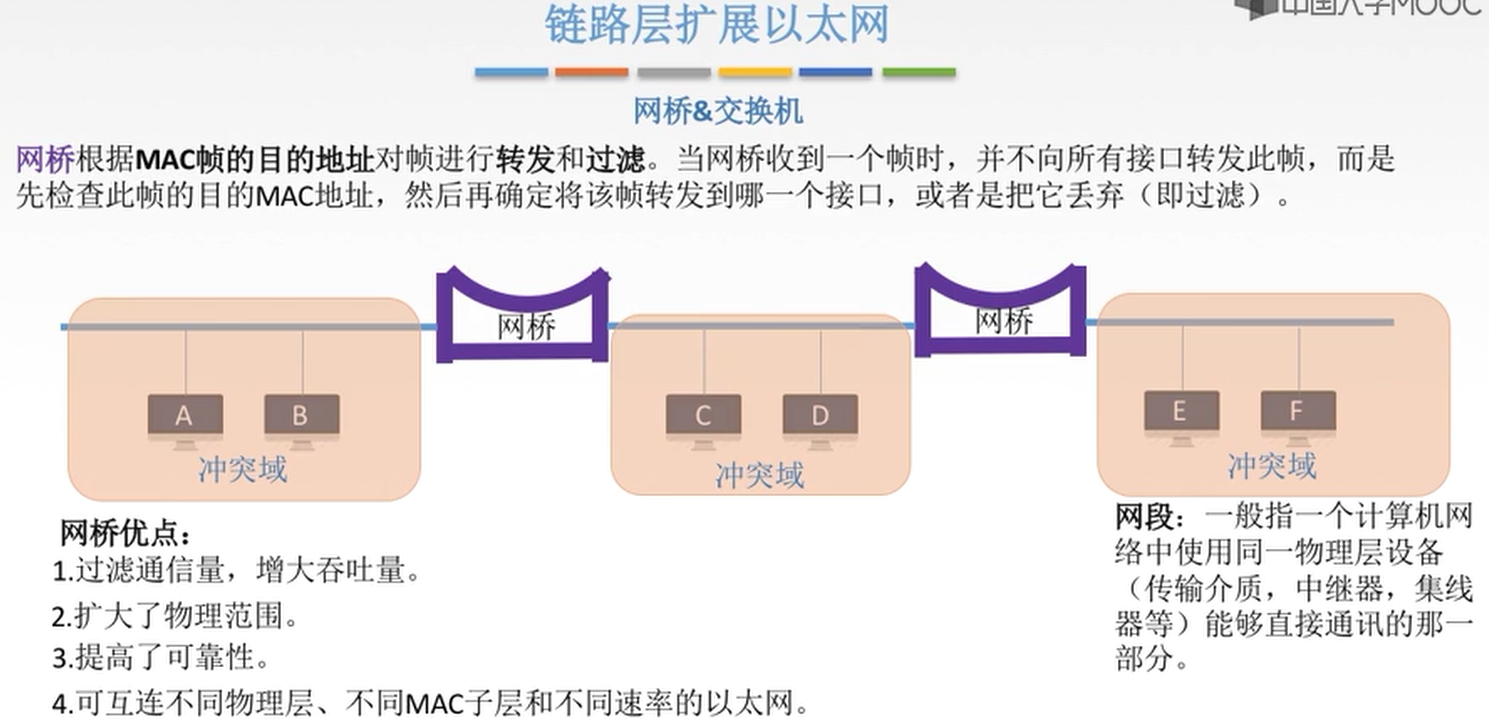 中国大学MOOC
链路层扩展以太网
网桥&交换机
网桥根据MAC帧的目的地址对帧进行转发和过滤。当网桥收到一个帧时，并不向所有接口转发此帧，而是
先检查此帧的目的MAC地址，然后再确定将该帧转发到哪一个接口，或者是把它丢弃（即过滤）。
网桥
网桥
A
B
C
D
E
F
冲突域
冲突域
冲突域
网桥优点：
1.过滤通信量，增大吞吐量。
2.扩大了物理范围。
3.提高了可靠性。
4.可互连不同物理层、不同MAC子层和不同速率的以太网。
网段：一般指一个计算机网
络中使用同一物理层设备
（传输介质，中继器，集线
器等）能够直接通讯的那一
部分。